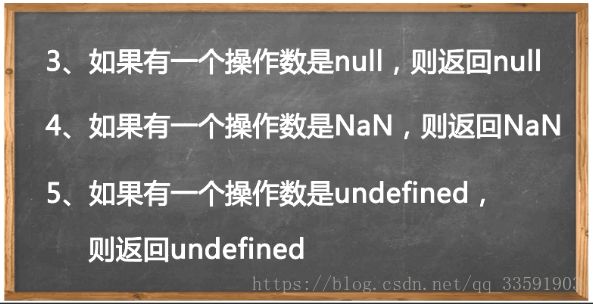 3、如果有一个操作数是null，则返回null
4、如果有一个操作数是NaN，则返回NaN
5、如果有一个操作数是undefined，
则返回undefined
https://blog.csdn.net/qq_33591903